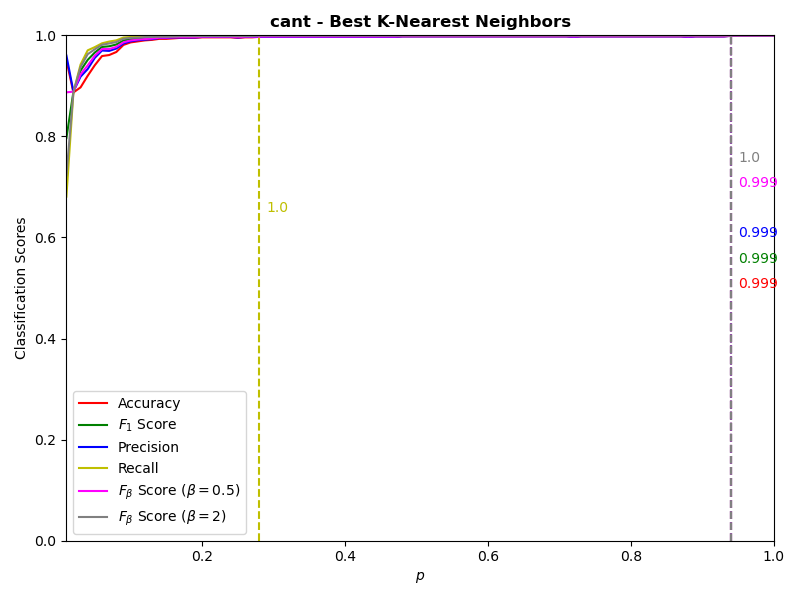 cant - Best K-Nearest Neighbors
1.0
0.8
0.6
0.4
0.2
0.0
Classification Scores
1.0
1.0
0.999
0.999
0.999
0.999
Accuracy
F₁ Score
Precision
Recall
Fᵦ Score (β = 0.5)
Fᵦ Score (β = 2)
0.2 0.4 0.6 0.8 1.0
p